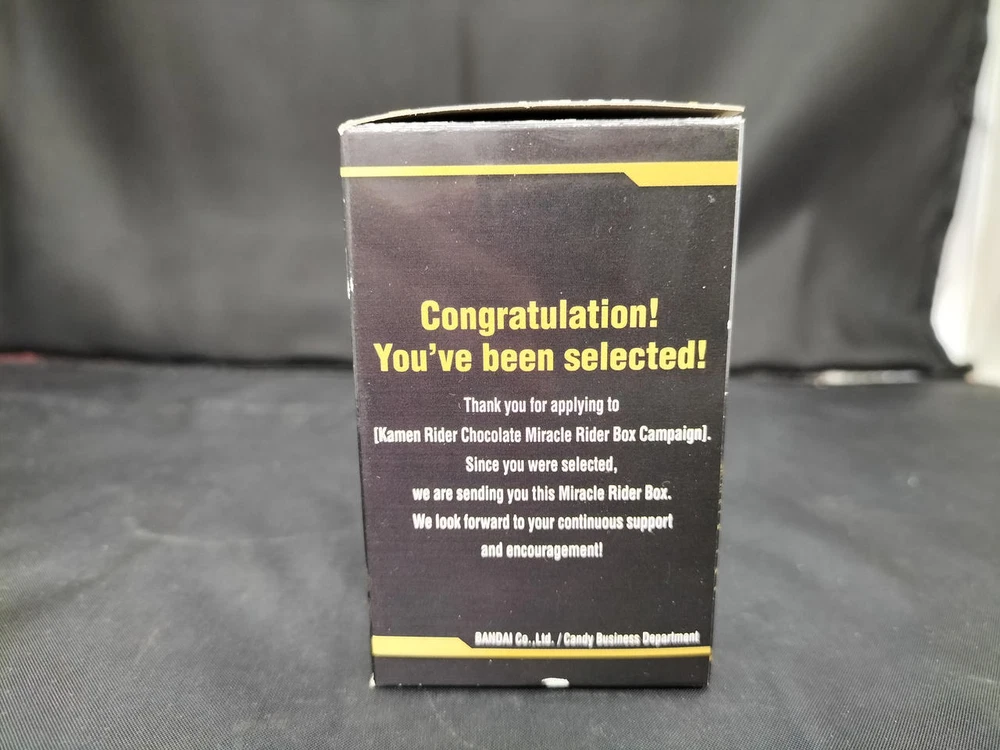 Congratulation!
You've been selected!
Thank you for applying to
[Kamen Rider Chocolate Miracle Rider Box Campaign].
Since you were selected,
we are sending you this Miracle Rider Box.
We look forward to your continuous support
and encouragement!
BANDAI Co.,Ltd. / Candy Business Department